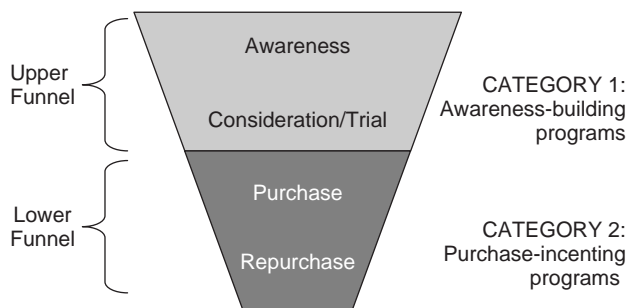 Upper
Funnel
Awareness
Consideration/Trial
CATEGORY 1:
Awareness-building
programs
Lower
Funnel
Purchase
Repurchase
CATEGORY 2:
Purchase-incenting
programs